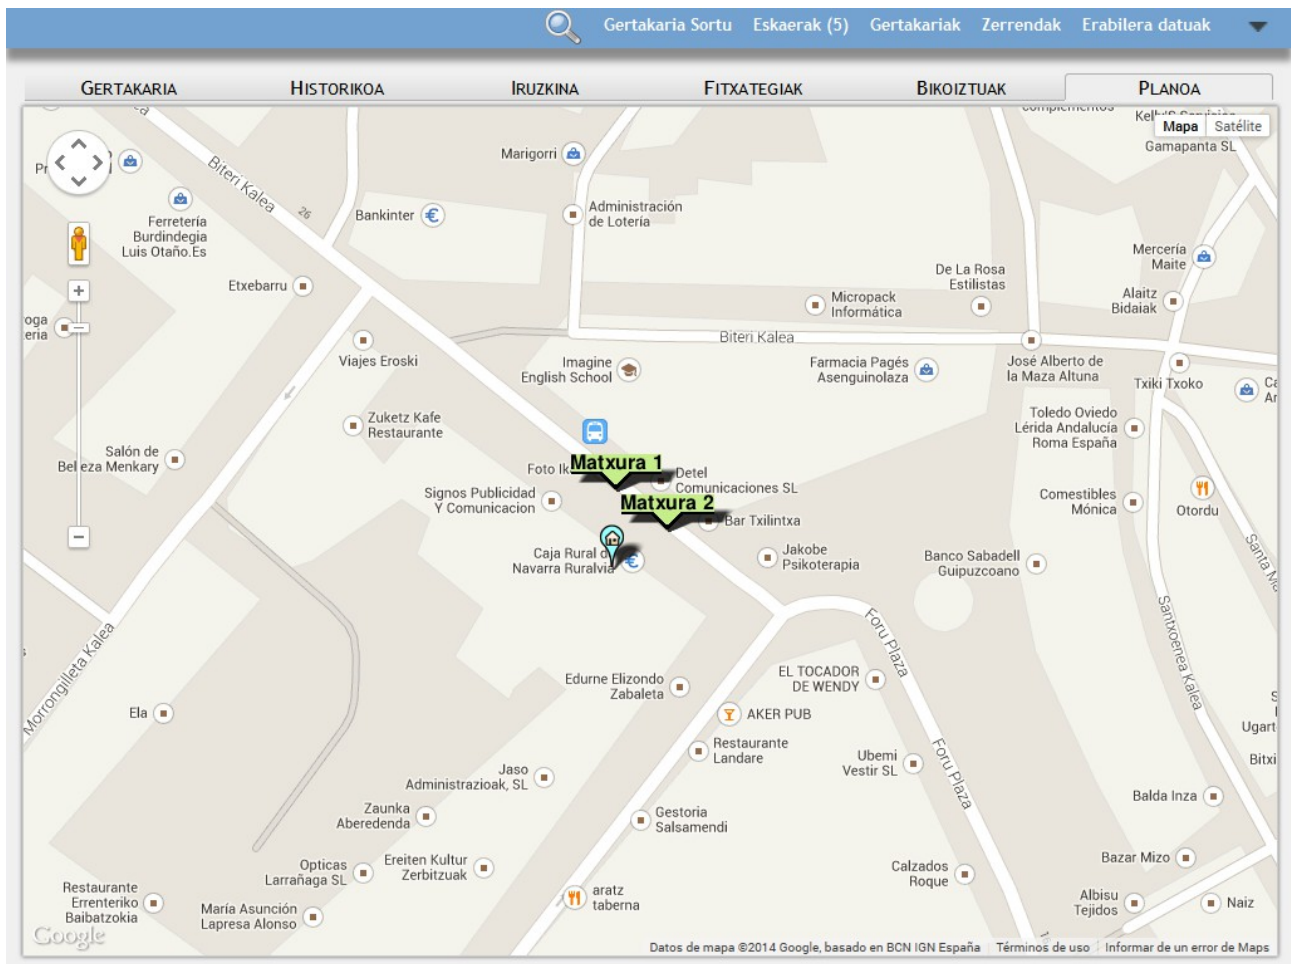 Gertakaria Sortu Eskaerak (5) Gertakariak Zerrendak Erabilera datuak
GERTAKARIA HISTORIKOA IRUZKINA FITXATEGIAK BIKOIZTUAK PLANOA
Mapa Satélite
Gamapanta SL
Marigorri
Biteri Kalea
26
Bankinter
Administración
de Lotería
Ferretería
Burdindegia
Luis Otaño.Es
Mercería
Maite
De La Rosa
Estilistas
Etxebarru
Micropack
Informática
Alaitz
Bidaiak
Biteri Kalea
Viajes Eroski
Imagine
English School
Farmacia Pagés
Asenguinolaza
José Alberto de
la Maza Altuna
Txiki Txoko
Zuketz Kafe
Restaurante
Toledo Oviedo
Lérida Andalucía
Roma España
Salón de
Belleza Menkary
Foto
Matxura 1
Detel
Comunicaciones SL
Signos Publicidad
Y Comunicacion
Matxura 2
Bar Txilintxa
Comestibles
Mónica
Otordu
Caja Rural d
Navarra Ruralvia
Jakobe
Psikoterapia
Banco Sabadell
Guipuzcoano
Santa
Santxoenea Kalea
Foru Plaza
Morrongilleta Kalea
Edurne Elizondo
Zabaleta
EL TOCADOR
DE WENDY
Ela
AKER PUB
Restaurante
Landare
Ubemi
Vestir SL
Foru Plaza
Ugart
Bitxi
Jaso
Administrazioak, SL
Balda Inza
Zaunka
Aberedenda
Gestoria
Salsamendi
Opticas
Larrañaga SL
Ereiten Kultur
Zerbitzuak
Calzados
Roque
Bazar Mizo
Restaurante
Errenteriko
Baibatzokia
María Asunción
Lapresa Alonso
aratz
taberna
Albisu
Tejidos
Naiz
Google
Datos de mapa ©2014 Google, basado en BCN IGN España Términos de uso Informar de un error de Maps